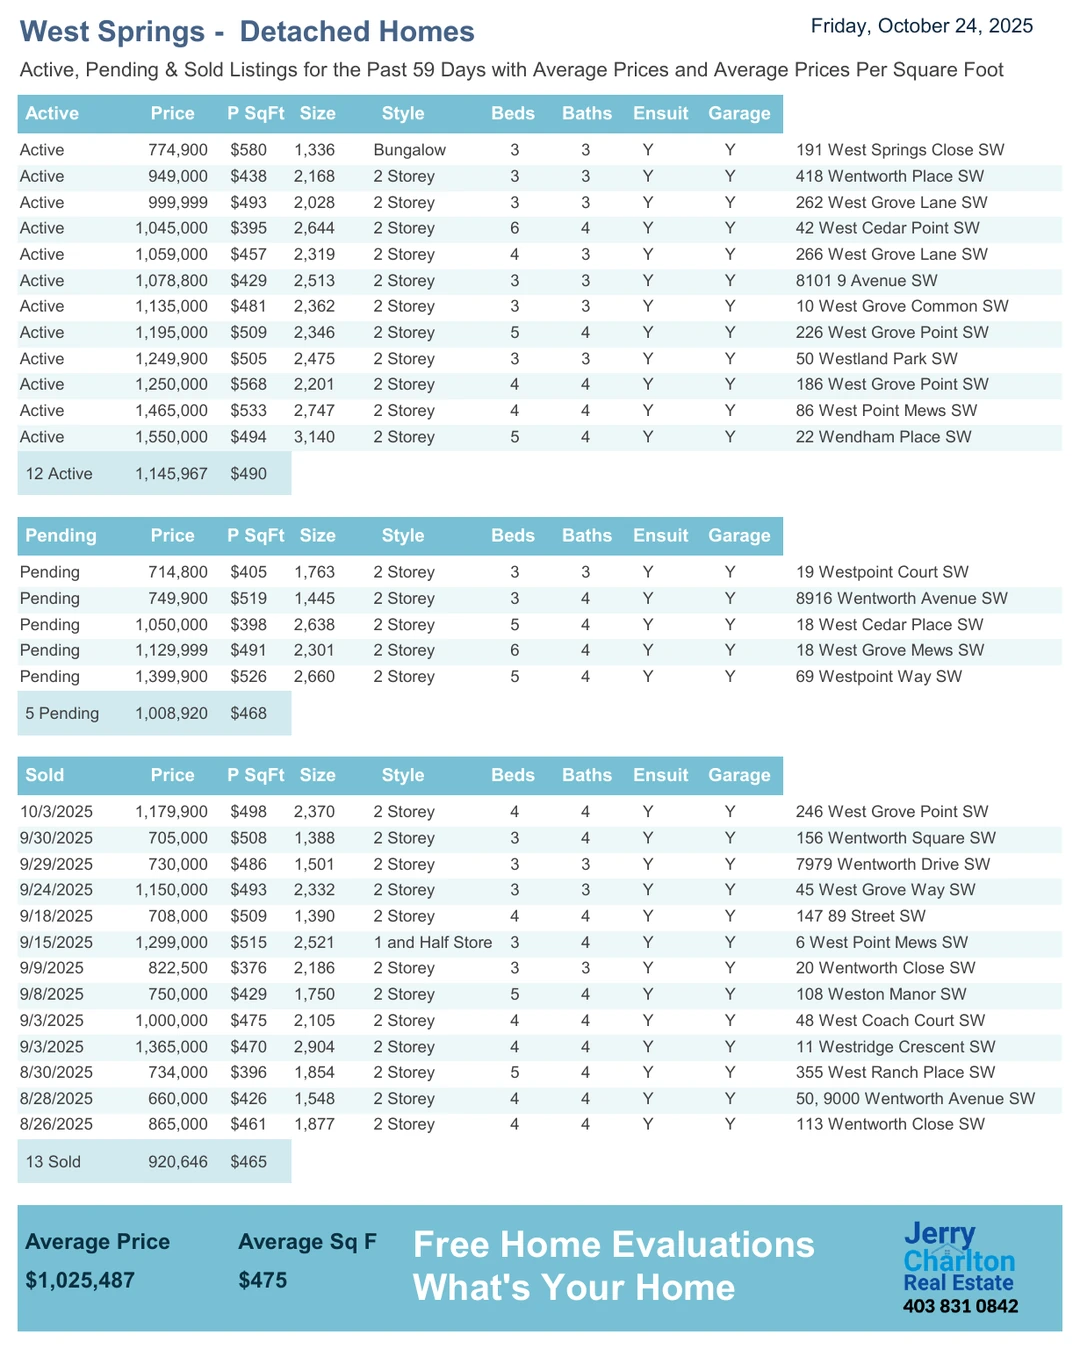 West Springs -  Detached Homes
Friday, October 24, 2025
Active, Pending & Sold Listings for the Past 59 Days with Average Prices and Average Prices Per Square Foot
Active Price P SqFt Size Style Beds Baths Ensuit Garage
Active 774,900 $580 1,336 Bungalow 3 3 Y Y 191 West Springs Close SW
Active 949,000 $438 2,168 2 Storey 3 3 Y Y 418 Wentworth Place SW
Active 999,999 $493 2,028 2 Storey 3 3 Y Y 262 West Grove Lane SW
Active 1,045,000 $395 2,644 2 Storey 6 4 Y Y 42 West Cedar Point SW
Active 1,059,000 $457 2,319 2 Storey 4 3 Y Y 266 West Grove Lane SW
Active 1,078,800 $429 2,513 2 Storey 3 3 Y Y 8101 9 Avenue SW
Active 1,135,000 $481 2,362 2 Storey 3 3 Y Y 10 West Grove Common SW
Active 1,195,000 $509 2,346 2 Storey 5 4 Y Y 226 West Grove Point SW
Active 1,249,900 $505 2,475 2 Storey 3 3 Y Y 50 Westland Park SW
Active 1,250,000 $568 2,201 2 Storey 4 4 Y Y 186 West Grove Point SW
Active 1,465,000 $533 2,747 2 Storey 4 4 Y Y 86 West Point Mews SW
Active 1,550,000 $494 3,140 2 Storey 5 4 Y Y 22 Wendham Place SW
12 Active 1,145,967 $490
Pending Price P SqFt Size Style Beds Baths Ensuit Garage
Pending 714,800 $405 1,763 2 Storey 3 3 Y Y 19 Westpoint Court SW
Pending 749,900 $519 1,445 2 Storey 3 4 Y Y 8916 Wentworth Avenue SW
Pending 1,050,000 $398 2,638 2 Storey 5 4 Y Y 18 West Cedar Place SW
Pending 1,129,999 $491 2,301 2 Storey 6 4 Y Y 18 West Grove Mews SW
Pending 1,399,900 $526 2,660 2 Storey 5 4 Y Y 69 Westpoint Way SW
5 Pending 1,008,920 $468
Sold Price P SqFt Size Style Beds Baths Ensuit Garage
10/3/2025 1,179,900 $498 2,370 2 Storey 4 4 Y Y 246 West Grove Point SW
9/30/2025 705,000 $508 1,388 2 Storey 3 4 Y Y 156 Wentworth Square SW
9/29/2025 730,000 $486 1,501 2 Storey 3 3 Y Y 7979 Wentworth Drive SW
9/24/2025 1,150,000 $493 2,332 2 Storey 3 3 Y Y 45 West Grove Way SW
9/18/2025 708,000 $509 1,390 2 Storey 4 4 Y Y 147 89 Street SW
9/15/2025 1,299,000 $515 2,521 1 and Half Store 3 4 Y Y 6 West Point Mews SW
9/9/2025 822,500 $376 2,186 2 Storey 3 3 Y Y 20 Wentworth Close SW
9/8/2025 750,000 $429 1,750 2 Storey 5 4 Y Y 108 Weston Manor SW
9/3/2025 1,000,000 $475 2,105 2 Storey 4 4 Y Y 48 West Coach Court SW
9/3/2025 1,365,000 $470 2,904 2 Storey 4 4 Y Y 11 Westridge Crescent SW
8/30/2025 734,000 $396 1,854 2 Storey 5 4 Y Y 355 West Ranch Place SW
8/28/2025 660,000 $426 1,548 2 Storey 4 4 Y Y 50, 9000 Wentworth Avenue SW
8/26/2025 865,000 $461 1,877 2 Storey 4 4 Y Y 113 Wentworth Close SW
13 Sold 920,646 $465
Average Price Average Sq F
$1,025,487 $475
Free Home Evaluations
What's Your Home
Jerry
Charlton
Real Estate
403 831 0842